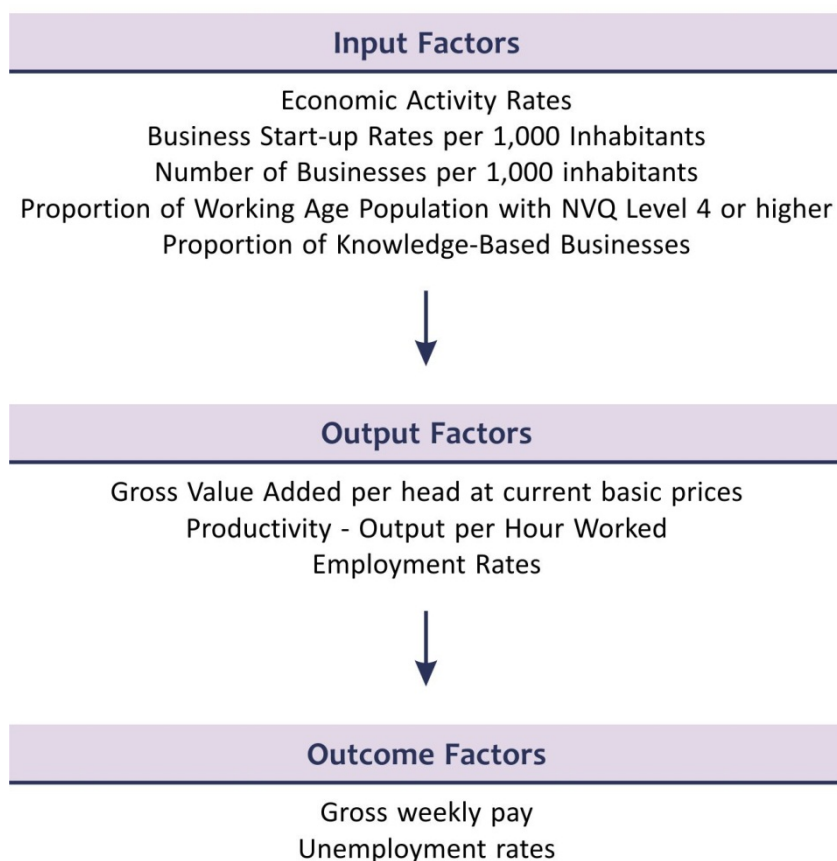 Input Factors
Economic Activity Rates
Business Start-up Rates per 1,000 Inhabitants
Number of Businesses per 1,000 inhabitants
Proportion of Working Age Population with NVQ Level 4 or higher
Proportion of Knowledge-Based Businesses
Output Factors
Gross Value Added per head at current basic prices
Productivity - Output per Hour Worked
Employment Rates
Outcome Factors
Gross weekly pay
Unemployment rates